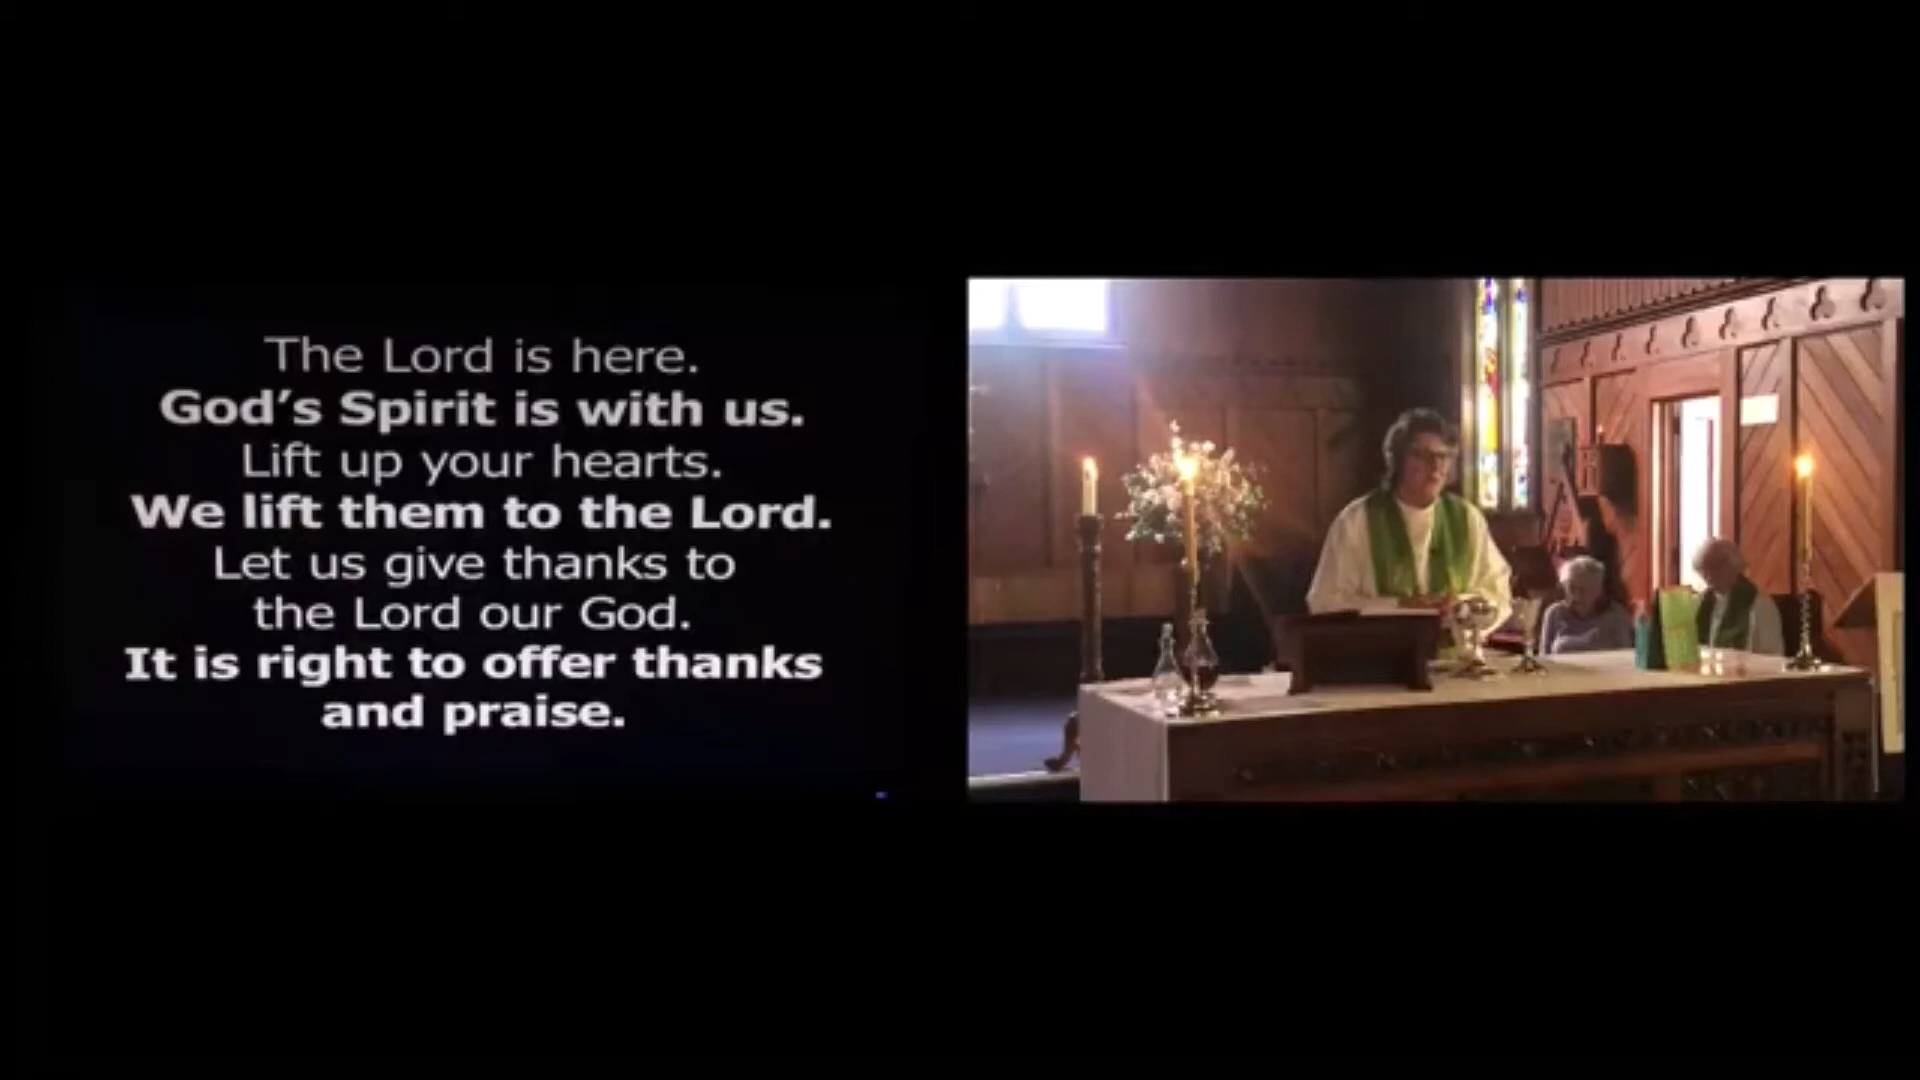 The Lord is here.
God's Spirit is with us.
Lift up your hearts.
We lift them to the Lord.
Let us give thanks to
the Lord our God.
It is right to offer thanks
and praise.